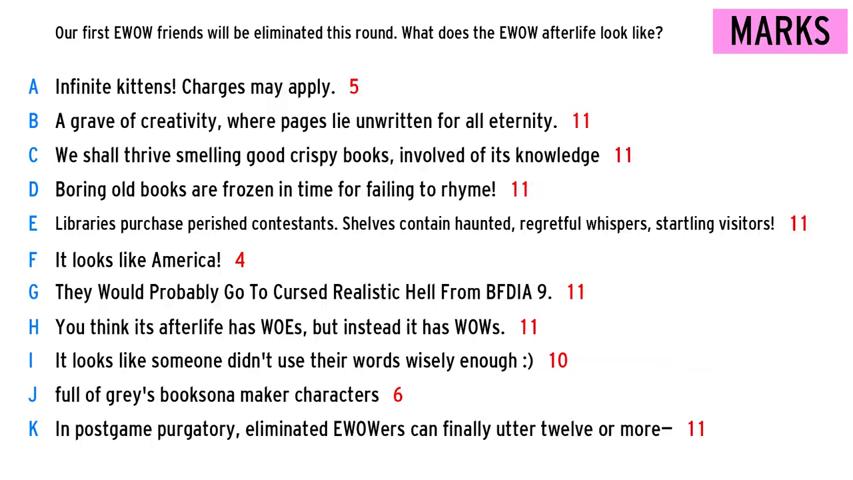 Our first EWOW friends will be eliminated this round. What does the EWOW afterlife look like?
MARKS
A Infinite kittens! Charges may apply. 5
B A grave of creativity, where pages lie unwritten for all eternity. 11
C We shall thrive smelling good crispy books, involved of its knowledge 11
D Boring old books are frozen in time for failing to rhyme! 11
E Libraries purchase perished contestants. Shelves contain haunted, regretful whispers, startling visitors! 11
F It looks like America! 4
G They Would Probably Go To Cursed Realistic Hell From BFDIA 9. 11
H You think its afterlife has WOEs, but instead it has WOWs. 11
I It looks like someone didn't use their words wisely enough :) 10
J full of grey's booksona maker characters 6
K In postgame purgatory, eliminated EWOWers can finally utter twelve or more— 11